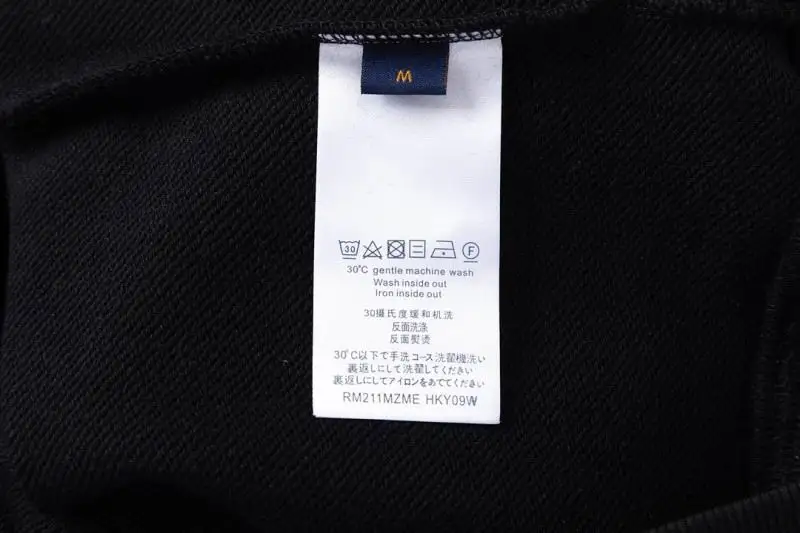 M
30
F
30°C gentle machine wash
Wash inside out
Iron inside out
30攝氏度缓和机洗
反面洗涤
反面熨烫
30℃以下で手洗コース洗濯機洗い
裏返しにして洗濯してください
裏返しにしてアイロンをあててください
RM211MZME HKY09W